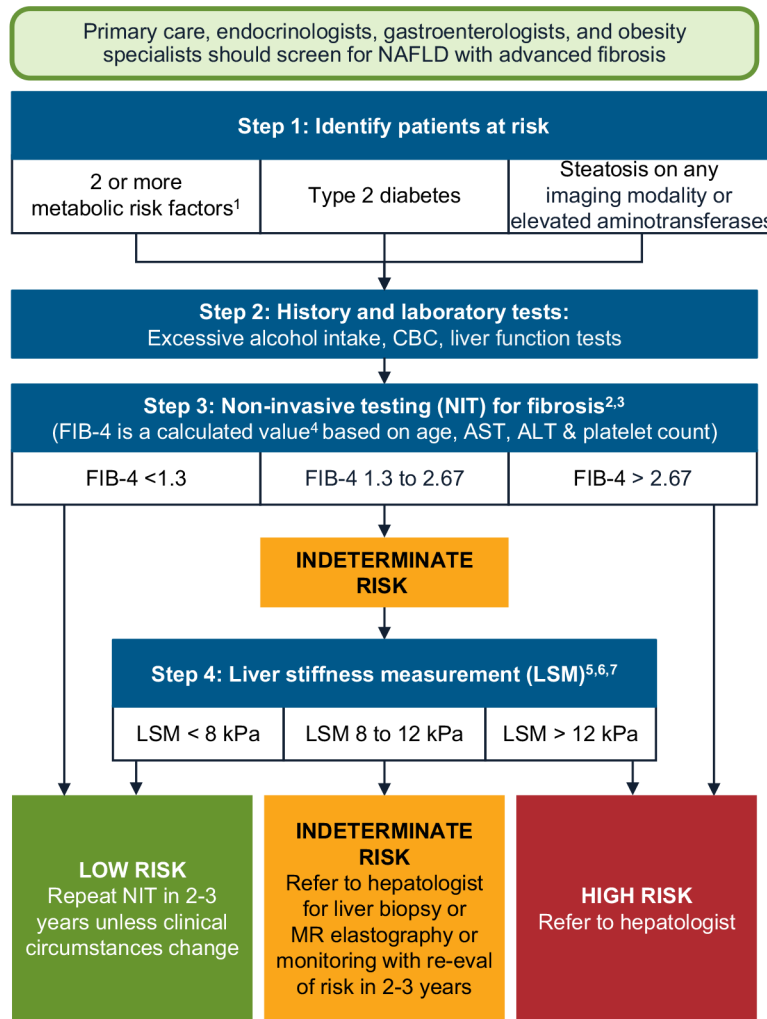 Primary care, endocrinologists, gastroenterologists, and obesity
specialists should screen for NAFLD with advanced fibrosis
Step 1: Identify patients at risk
2 or more
metabolic risk factors¹
Type 2 diabetes
Steatosis on any
imaging modality or
elevated aminotransferases
Step 2: History and laboratory tests:
Excessive alcohol intake, CBC, liver function tests
Step 3: Non-invasive testing (NIT) for fibrosis²,³
(FIB-4 is a calculated value⁴ based on age, AST, ALT & platelet count)
FIB-4 <1.3
FIB-4 1.3 to 2.67
FIB-4 > 2.67
INDETERMINATE
RISK
Step 4: Liver stiffness measurement (LSM)⁵,⁶,⁷
LSM < 8 kPa
LSM 8 to 12 kPa
LSM > 12 kPa
LOW RISK
Repeat NIT in 2-3
years unless clinical
circumstances change
INDETERMINATE
RISK
Refer to hepatologist
for liver biopsy or
MR elastography or
monitoring with re-eval
of risk in 2-3 years
HIGH RISK
Refer to hepatologist